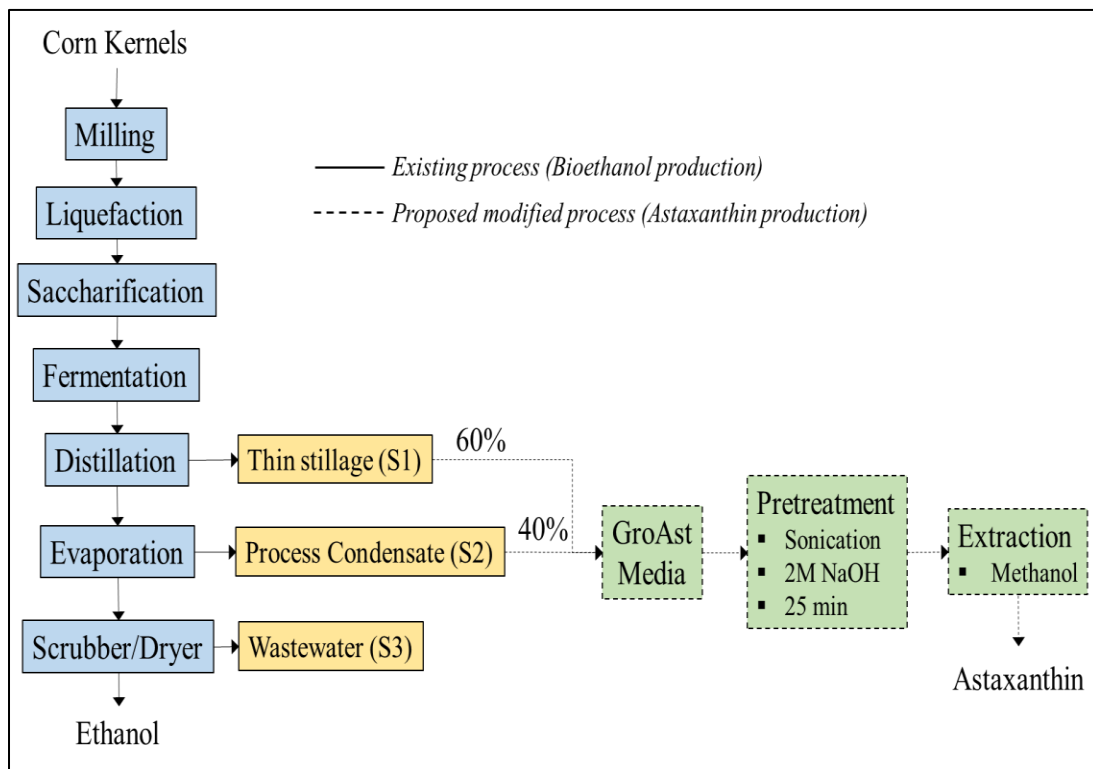 Corn Kernels
Milling
Existing process (Bioethanol production)
Proposed modified process (Astaxanthin production)
Liquefaction
Saccharification
Fermentation
Distillation
Thin stillage (S1)
60%
Evaporation
Process Condensate (S2)
40%
GroAst
Media
Pretreatment
▪ Sonication
▪ 2M NaOH
▪ 25 min
Extraction
▪ Methanol
Scrubber/Dryer
Wastewater (S3)
Astaxanthin
Ethanol